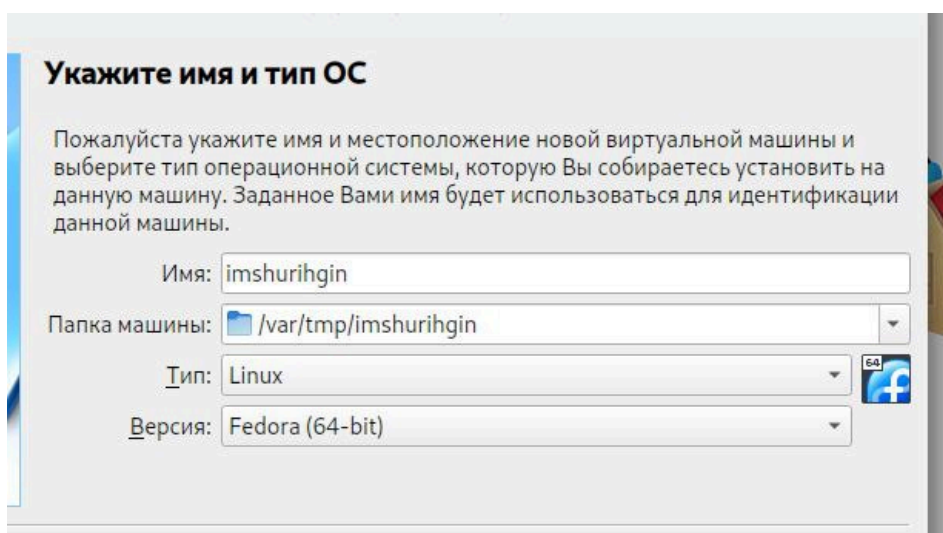 Укажите имя и тип ОС
Пожалуйста укажите имя и местоположение новой виртуальной машины и
выберите тип операционной системы, которую Вы собираетесь установить на
данную машину. Заданное Вами имя будет использоваться для идентификации
данной машины.
Имя: imshurihgin
Папка машины: /var/tmp/imshurihgin
Тип: Linux
64
Версия: Fedora (64-bit)